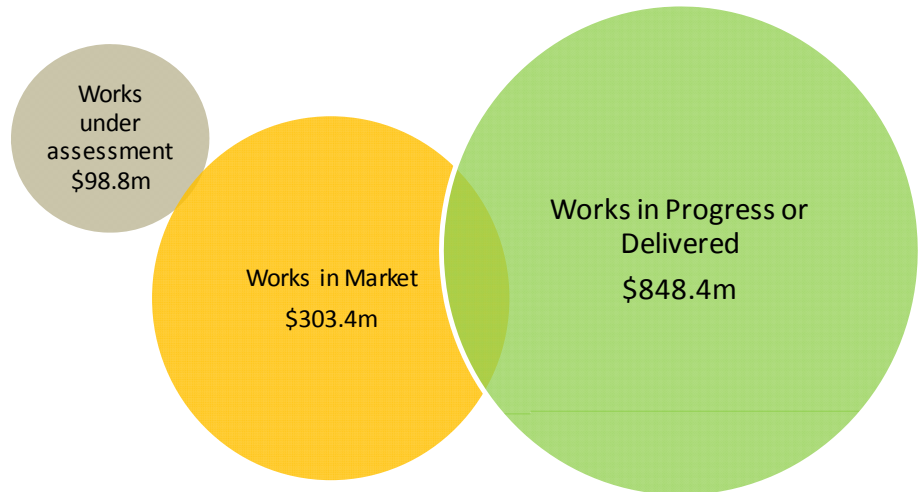 Works
under
assessment
$98.8m
Works in Market
$303.4m
Works in Progress or
Delivered
$848.4m